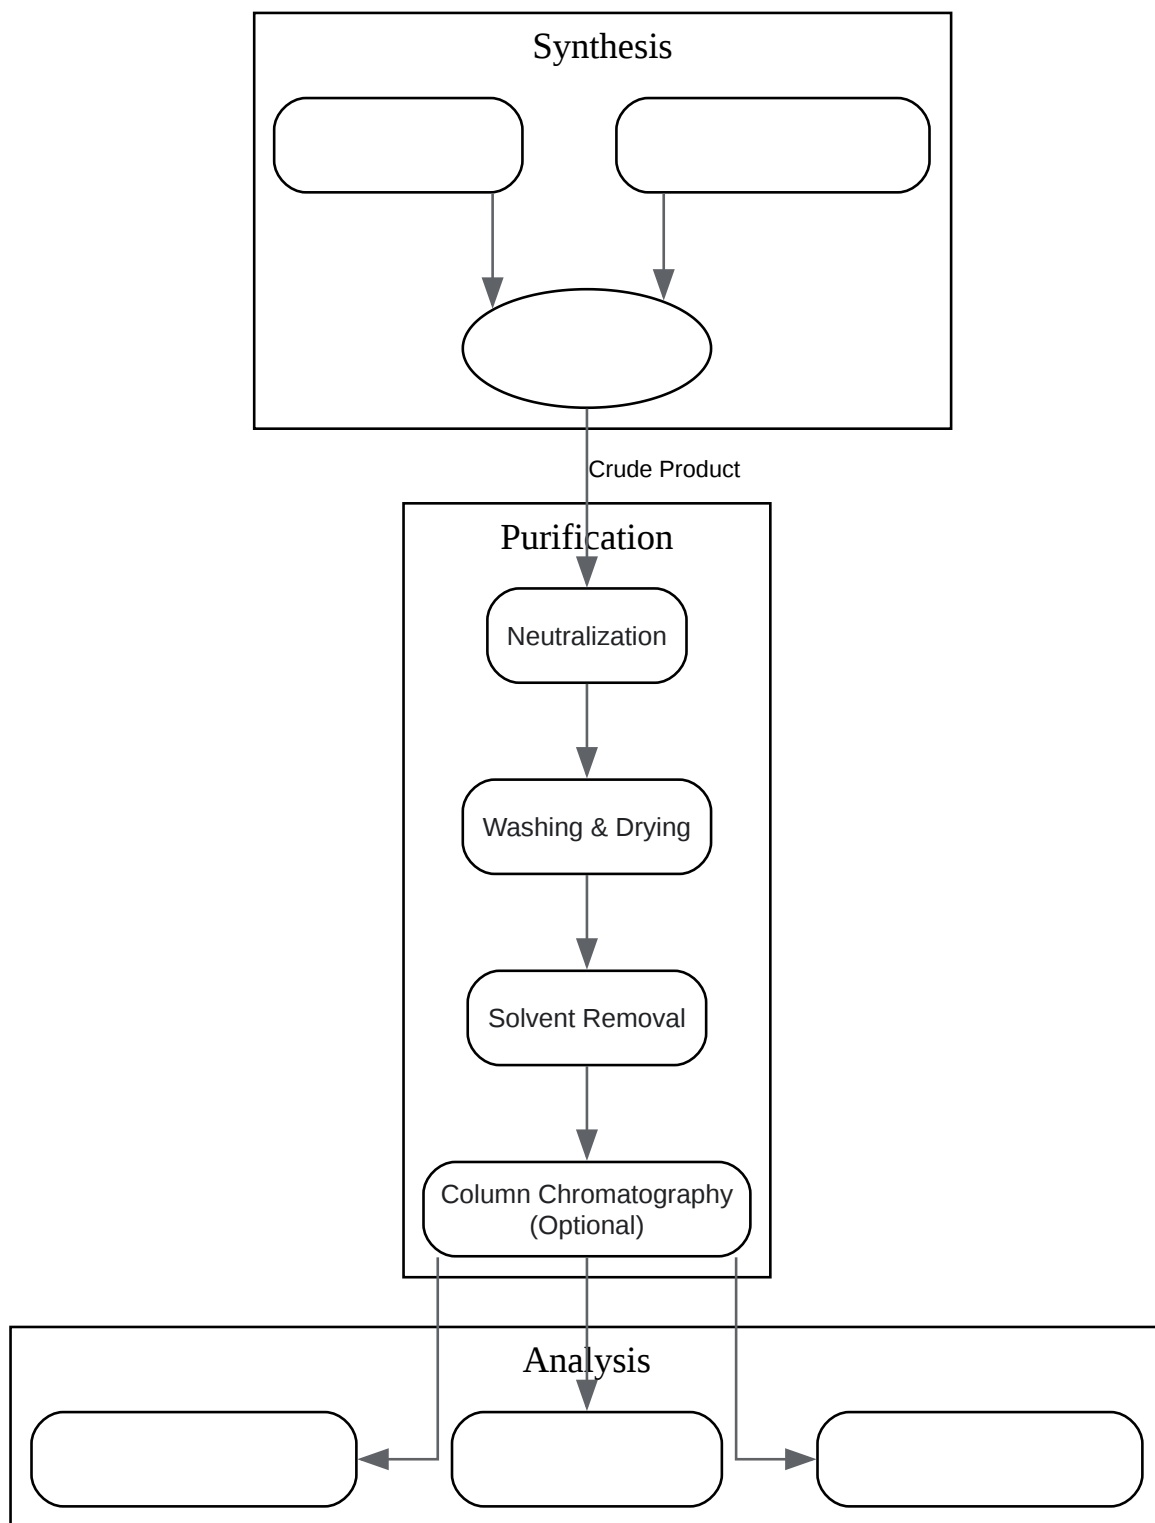 Synthesis
Crude Product
Purification
Neutralization
Washing & Drying
Solvent Removal
Column Chromatography
(Optional)
Analysis